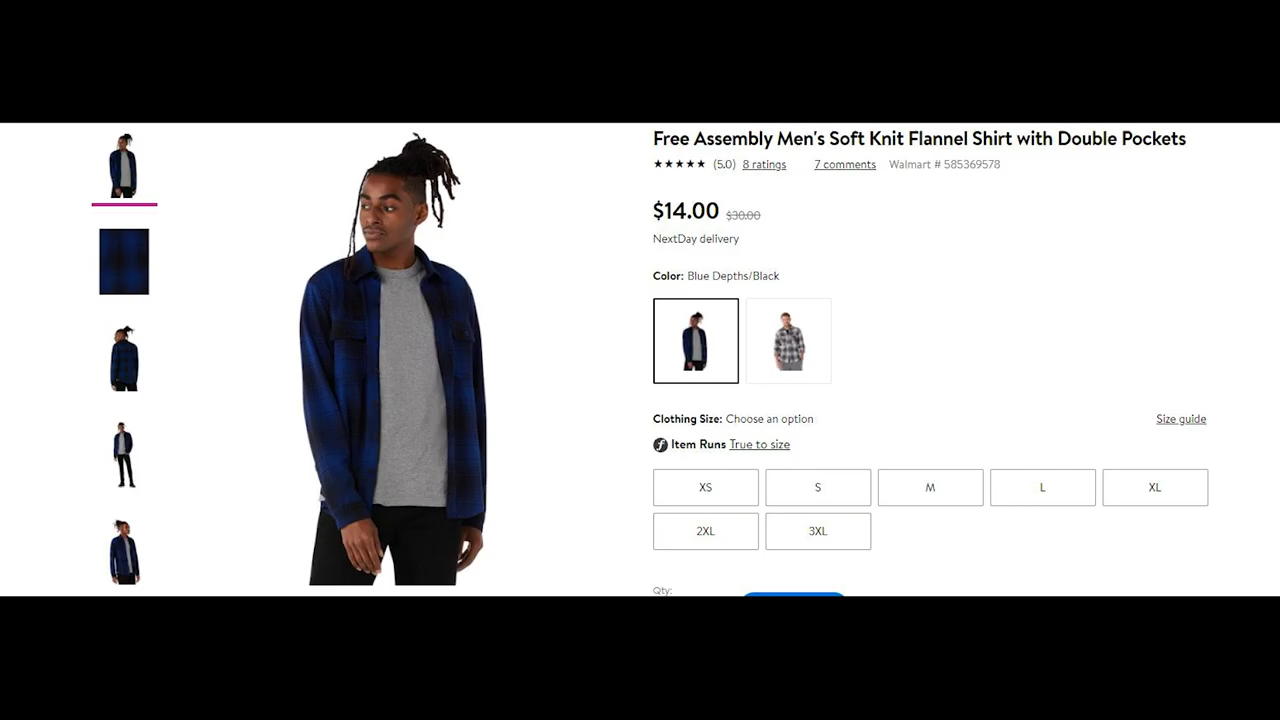 Free Assembly Men's Soft Knit Flannel Shirt with Double Pockets
★★★★★ (5.0) 8 ratings 7 comments Walmart # 585369578
$14.00 $30.00
NextDay delivery
Color: Blue Depths/Black
Clothing Size: Choose an option Size guide
Item Runs True to size
XS S M L XL
2XL 3XL
Qty: